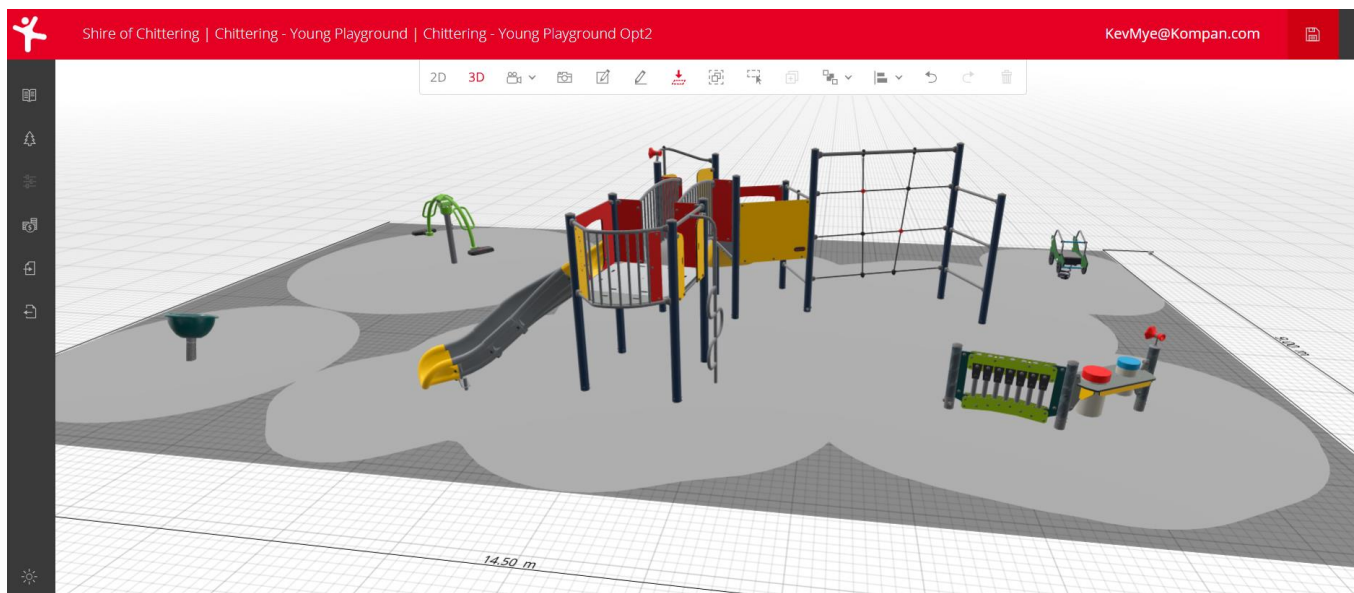 Shire of Chittering | Chittering - Young Playground | Chittering - Young Playground Opt2
KevMye@Kompan.com
2D
3D
14.50 m